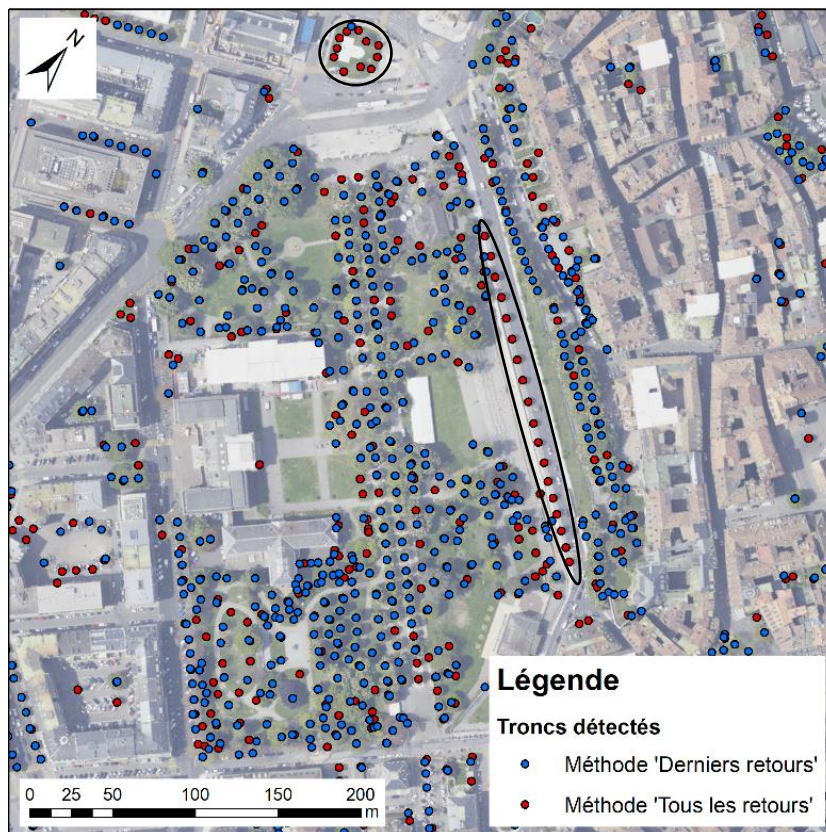 N
Légende
Troncs détectés
Méthode 'Derniers retours'
Méthode 'Tous les retours'
0 25 50 100 150 200
m